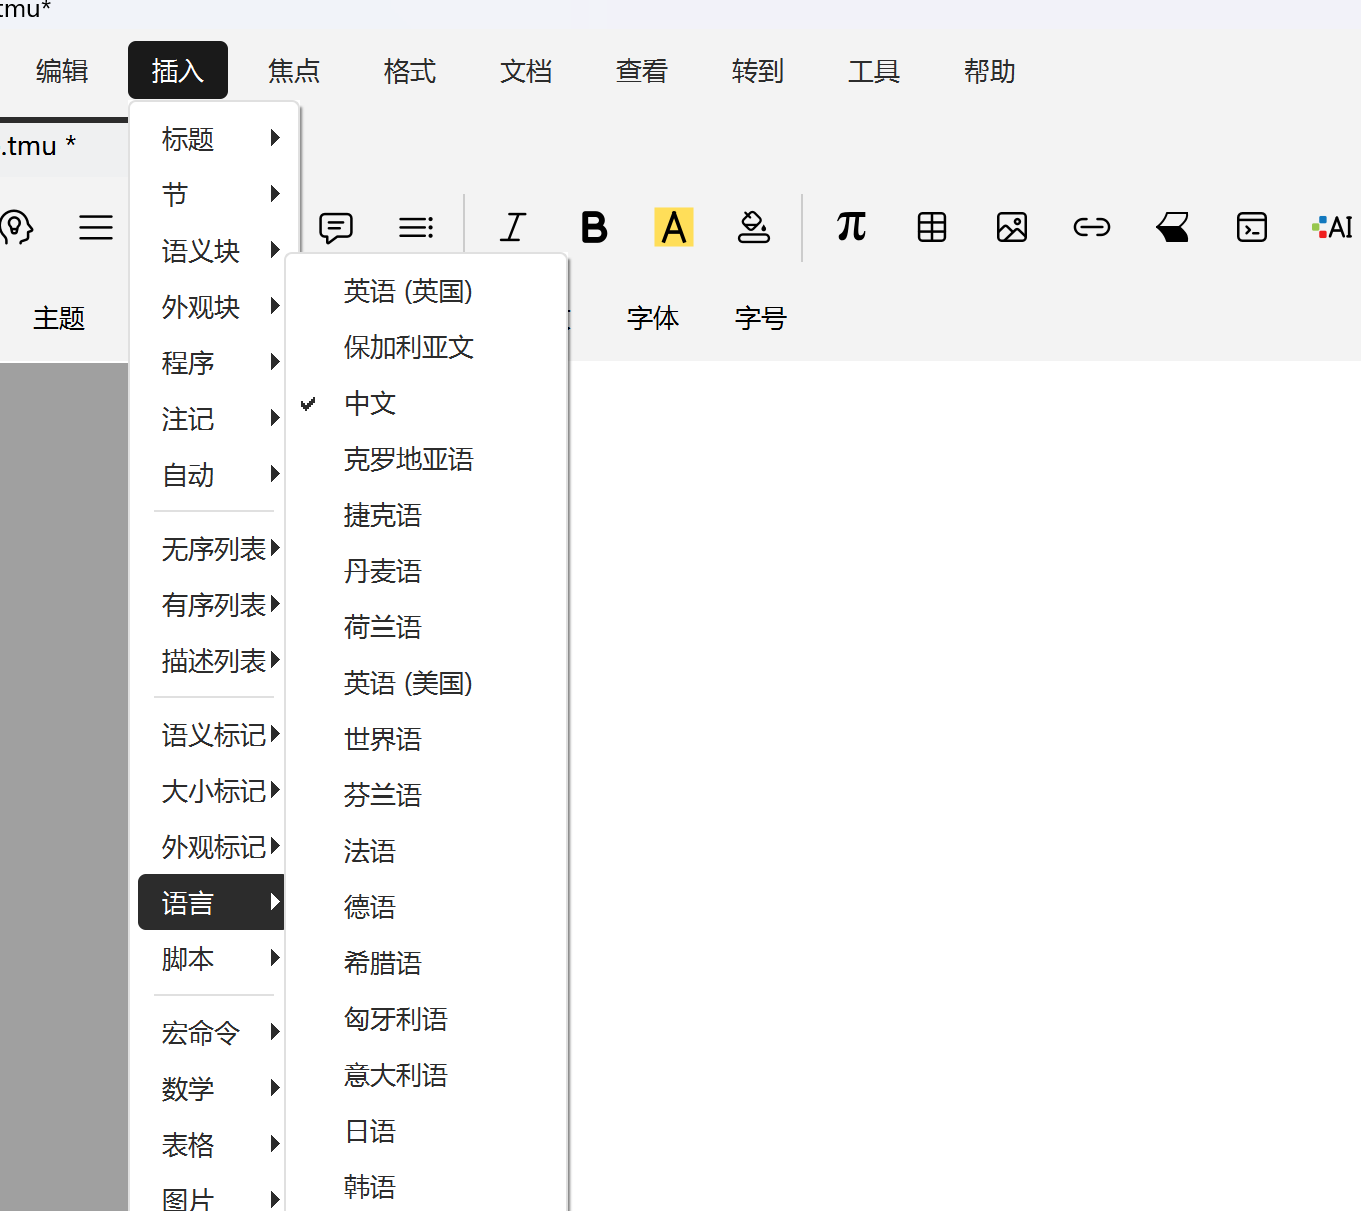 tmu*
编辑 插入 焦点 格式 文档 查看 转到 工具 帮助
.tmu *
标题
节
语义块
外观块
程序
注记
自动
无序列表
有序列表
描述列表
语义标记
大小标记
外观标记
语言
脚本
宏命令
数学
表格
图片
I B A π AI
主题 字体 字号
英语 (英国)
保加利亚文
中文
克罗地亚语
捷克语
丹麦语
荷兰语
英语 (美国)
世界语
芬兰语
法语
德语
希腊语
匈牙利语
意大利语
日语
韩语